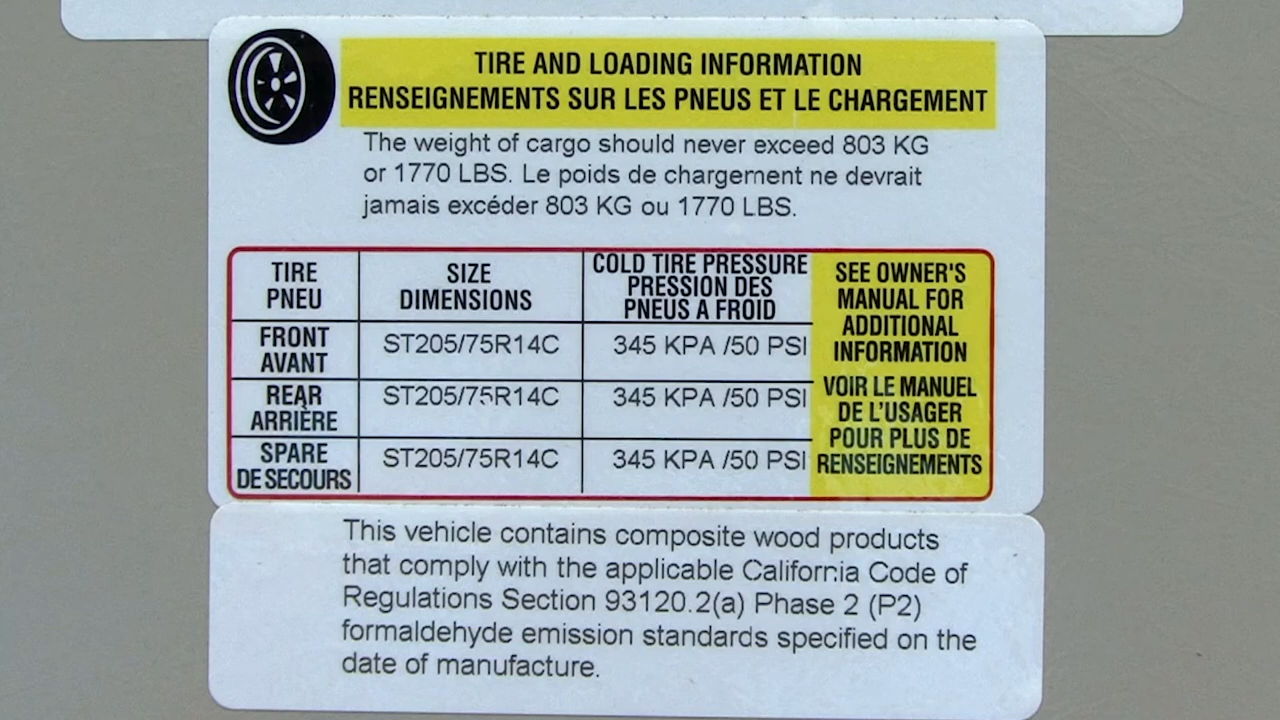 TIRE AND LOADING INFORMATION
RENSEIGNEMENTS SUR LES PNEUS ET LE CHARGEMENT
The weight of cargo should never exceed 803 KG
or 1770 LBS. Le poids de chargement ne devrait
jamais excéder 803 KG ou 1770 LBS.
TIRE
PNEU
SIZE
DIMENSIONS
COLD TIRE PRESSURE
PRESSION DES
PNEUS A FROID
FRONT
AVANT
ST205/75R14C
345 KPA /50 PSI
REAR
ARRIÈRE
ST205/75R14C
345 KPA /50 PSI
SPARE
DE SECOURS
ST205/75R14C
345 KPA /50 PSI
SEE OWNER'S
MANUAL FOR
ADDITIONAL
INFORMATION
VOIR LE MANUEL
DE L'USAGER
POUR PLUS DE
RENSEIGNEMENTS
This vehicle contains composite wood products
that comply with the applicable California Code of
Regulations Section 93120.2(a) Phase 2 (P2)
formaldehyde emission standards specified on the
date of manufacture.